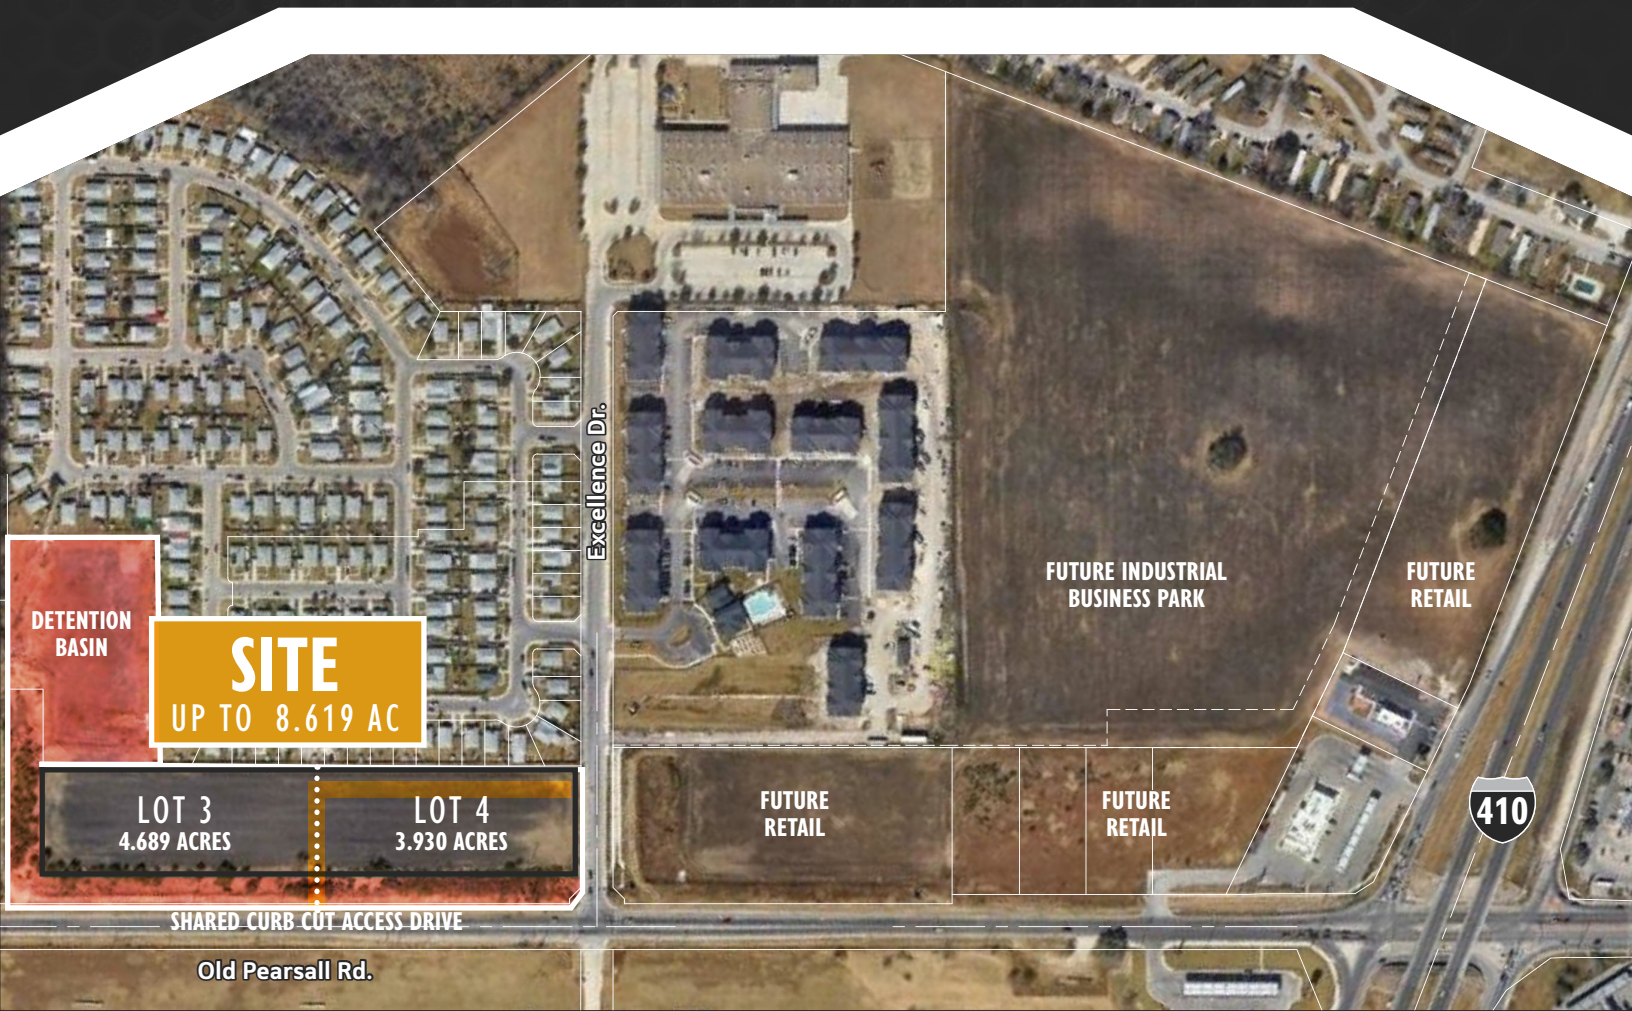 Excellence Dr.
FUTURE INDUSTRIAL
BUSINESS PARK
FUTURE
RETAIL
DETENTION
BASIN
SITE
UP TO 8.619 AC
LOT 3
4.689 ACRES
LOT 4
3.930 ACRES
FUTURE
RETAIL
FUTURE
RETAIL
410
SHARED CURB CUT ACCESS DRIVE
Old Pearsall Rd.